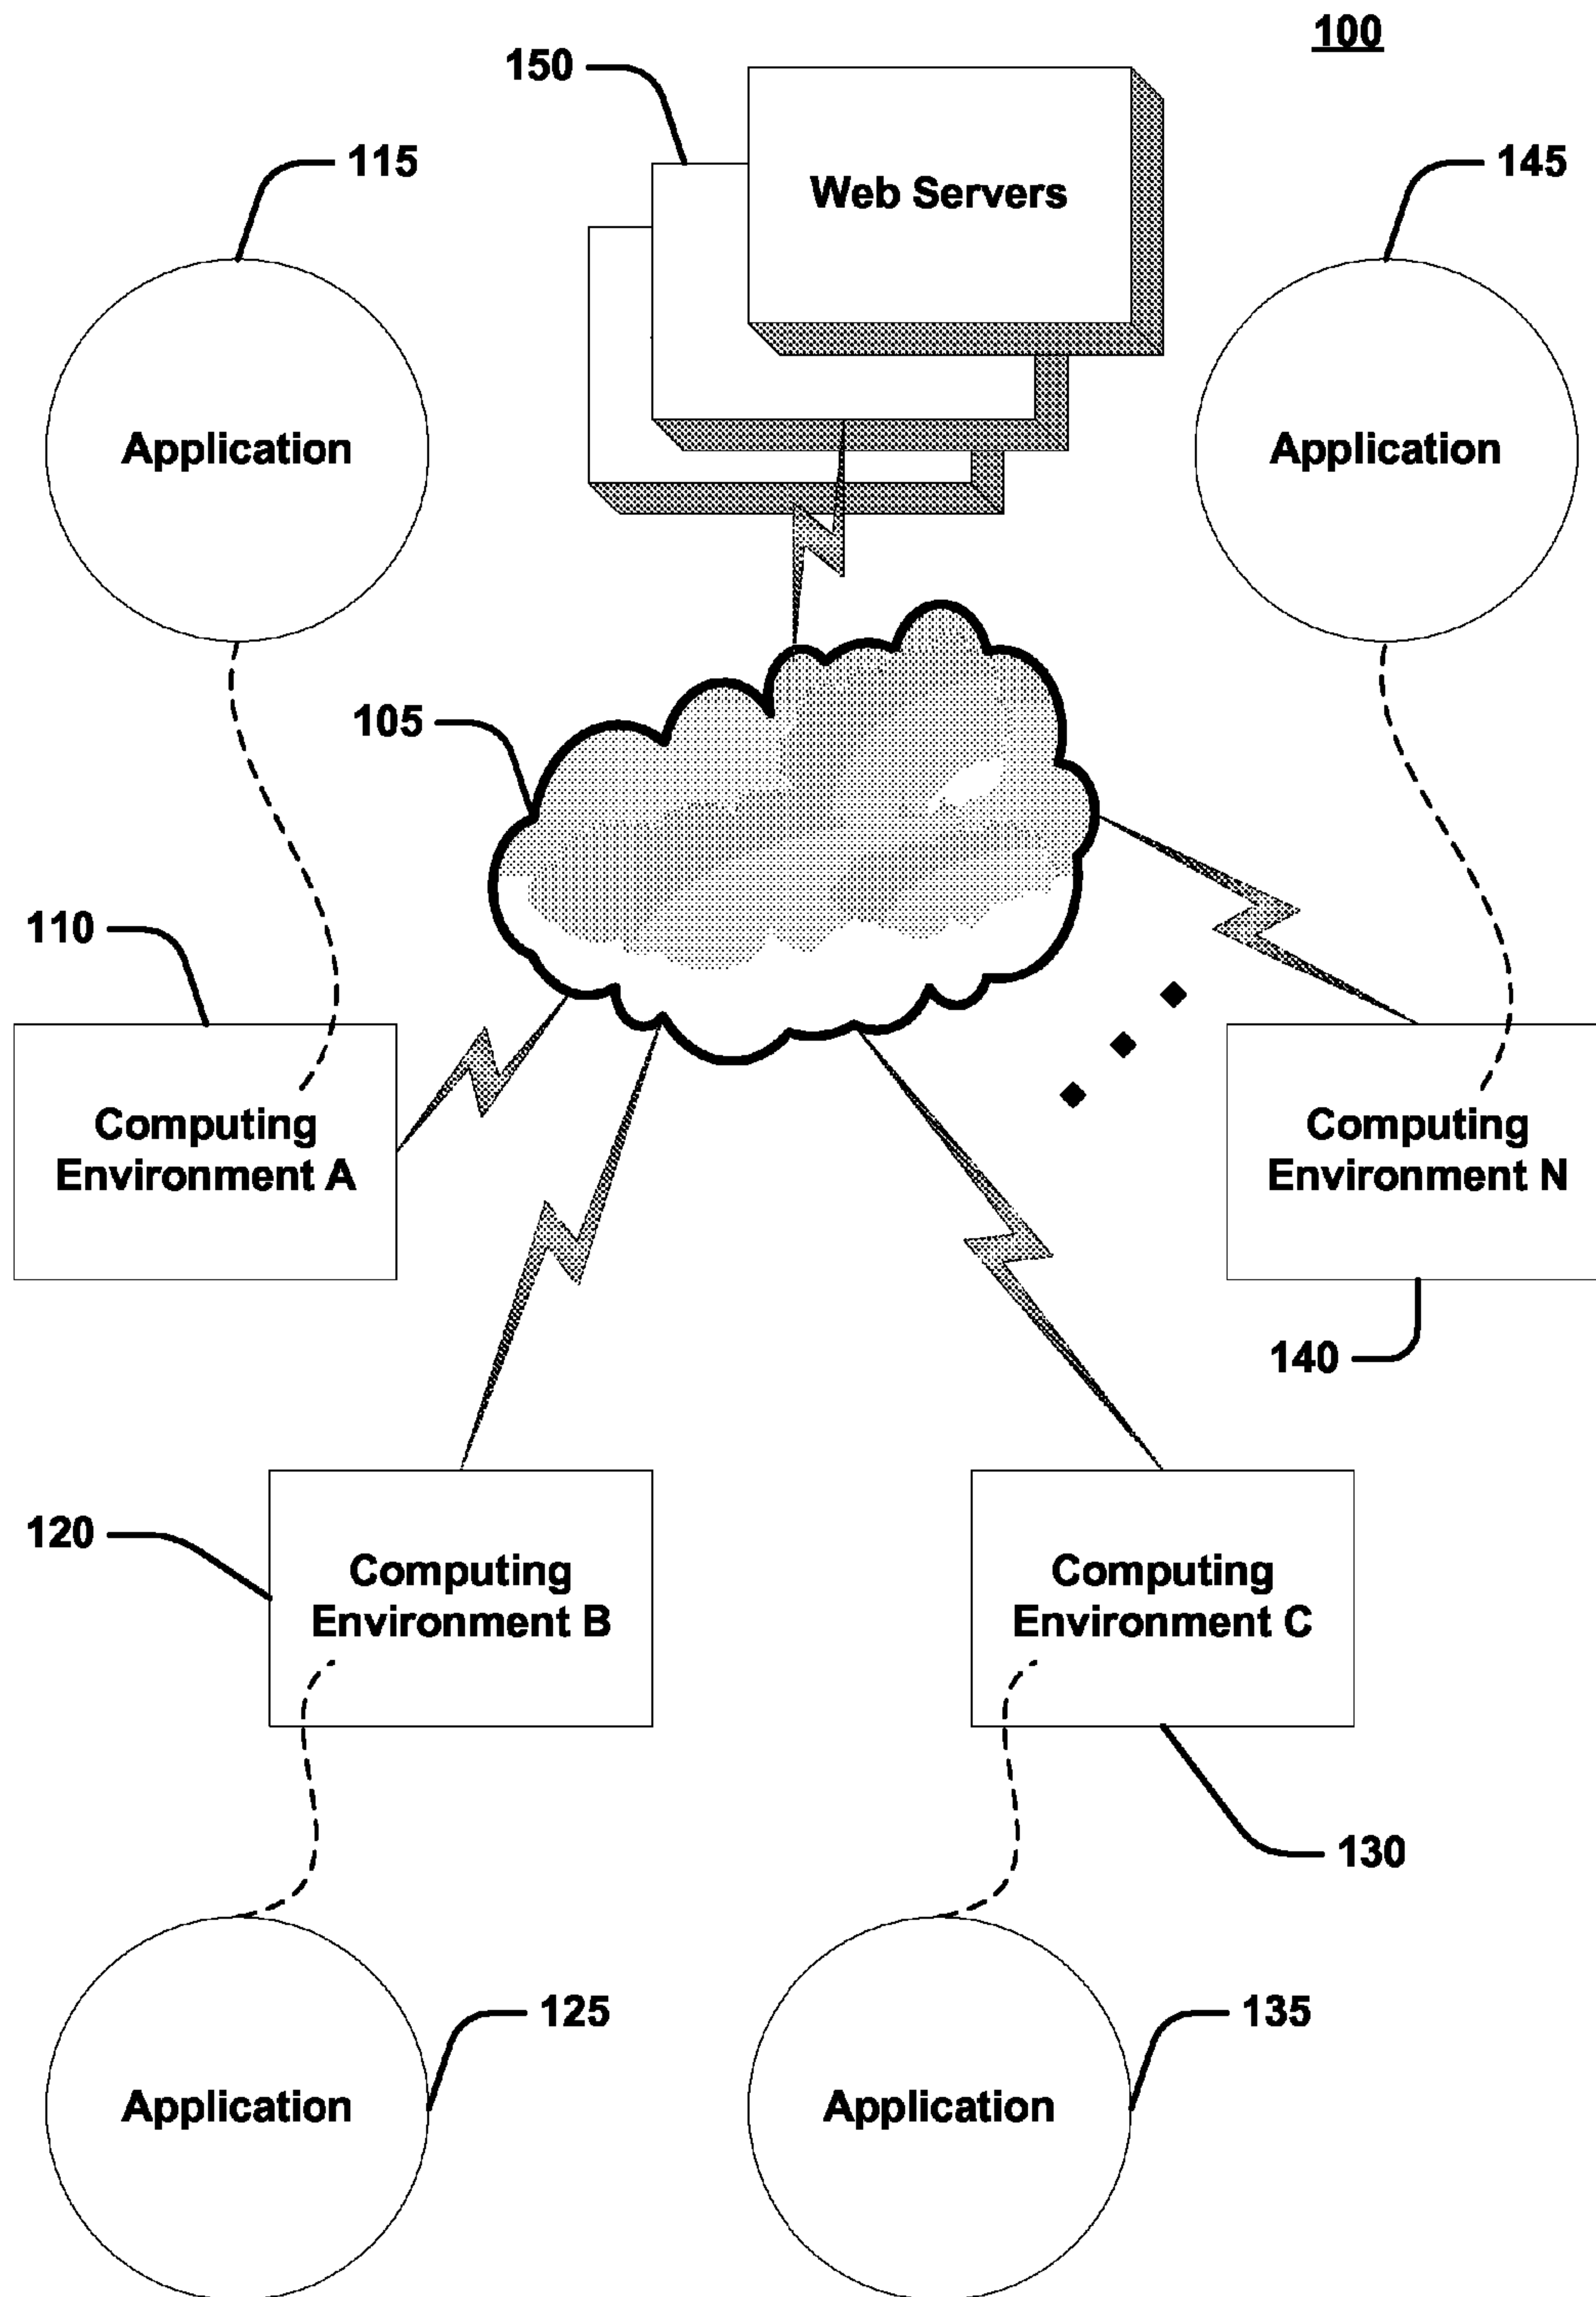 100
150
115
Web Servers
145
Application
Application
105
110
Computing
Environment A
Computing
Environment N
140
120
Computing
Environment B
Computing
Environment C
130
125
135
Application
Application